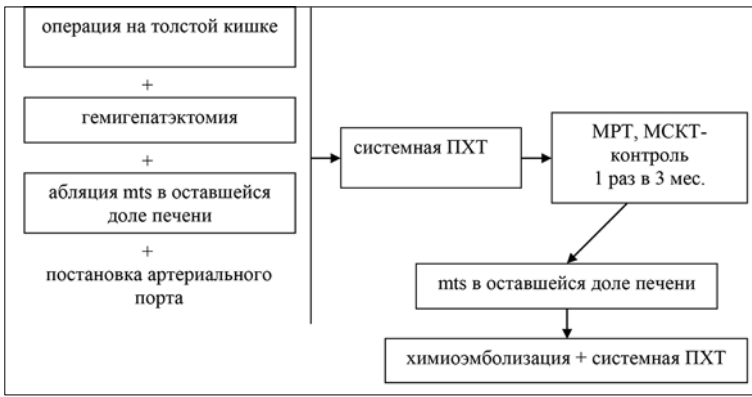 операция на толстой кишке
+
гемигепатэктомия
+
абляция mts в оставшейся
доле печени
+
постановка артериального
порта
системная ПХТ
МРТ, МСКТ-
контроль
1 раз в 3 мес.
mts в оставшейся доле печени
химиоэмболизация + системная ПХТ